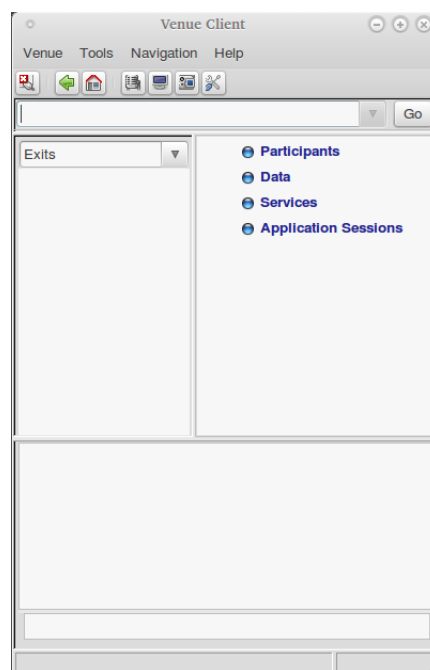 Venue Client
Venue Tools Navigation Help
Go
Exits
Participants
Data
Services
Application Sessions